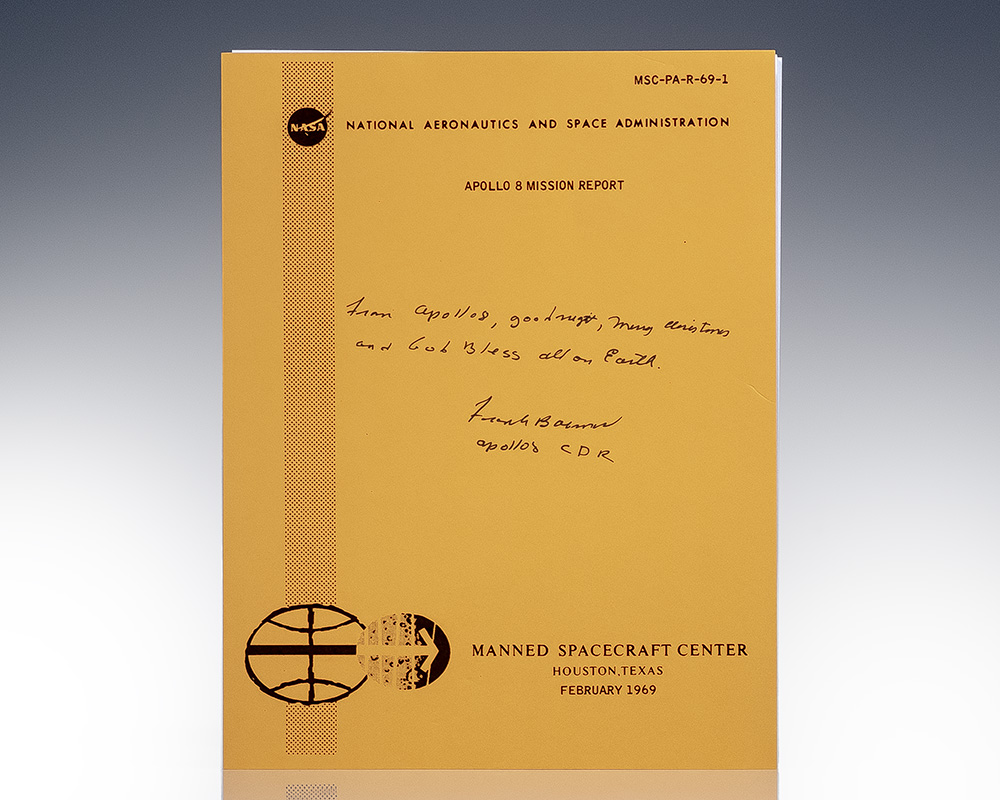 MSC-PA-R-69-1
NASA
NATIONAL AERONAUTICS AND SPACE ADMINISTRATION
APOLLO 8 MISSION REPORT
From Apollo 8, goodnight, Merry Christmas
and God Bless all on Earth.
Frank Borman
Apollo 8 CDR
MANNED SPACECRAFT CENTER
HOUSTON, TEXAS
FEBRUARY 1969